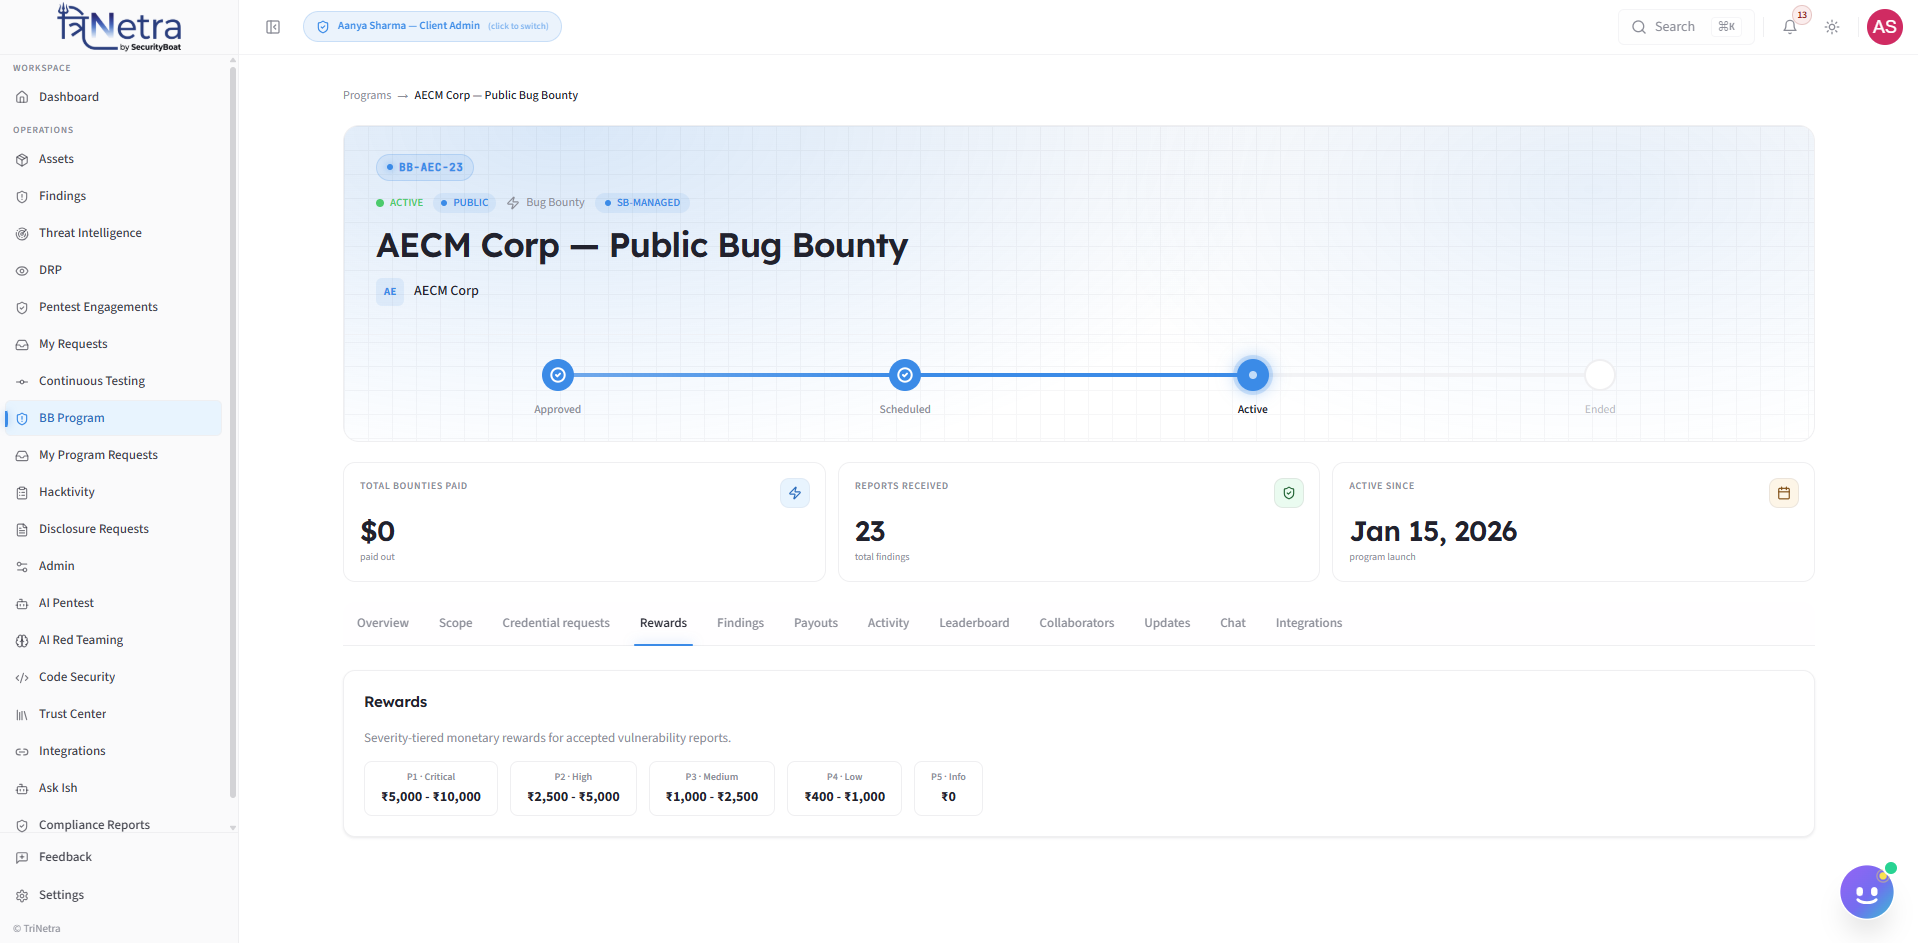 त्रिNetra
by SecurityBoat
Aanya Sharma — Client Admin (click to switch)
Search ⌘K
13
AS
WORKSPACE
Dashboard
OPERATIONS
Assets
Findings
Threat Intelligence
DRP
Pentest Engagements
My Requests
Continuous Testing
BB Program
My Program Requests
Hacktivity
Disclosure Requests
Admin
AI Pentest
AI Red Teaming
Code Security
Trust Center
Integrations
Ask Ish
Compliance Reports
Feedback
Settings
© TriNetra
Programs → AECM Corp — Public Bug Bounty
BB-AEC-23
ACTIVE PUBLIC Bug Bounty SB-MANAGED
AECM Corp — Public Bug Bounty
AE AECM Corp
Approved Scheduled Active Ended
TOTAL BOUNTIES PAID
$0
paid out
REPORTS RECEIVED
23
total findings
ACTIVE SINCE
Jan 15, 2026
program launch
Overview Scope Credential requests Rewards Findings Payouts Activity Leaderboard Collaborators Updates Chat Integrations
Rewards
Severity-tiered monetary rewards for accepted vulnerability reports.
P1 · Critical
₹5,000 - ₹10,000
P2 · High
₹2,500 - ₹5,000
P3 · Medium
₹1,000 - ₹2,500
P4 · Low
₹400 - ₹1,000
P5 · Info
₹0